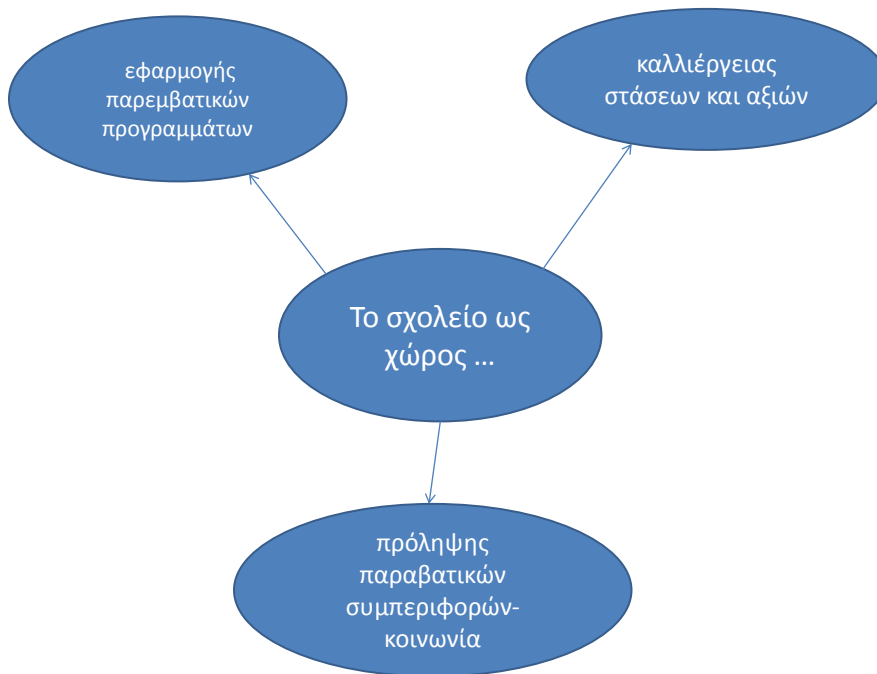 εφαρμογής
παρεμβατικών
προγραμμάτων
καλλιέργειας
στάσεων και αξιών
Το σχολείο ως
χώρος ...
πρόληψης
παραβατικών
συμπεριφορών-
κοινωνία